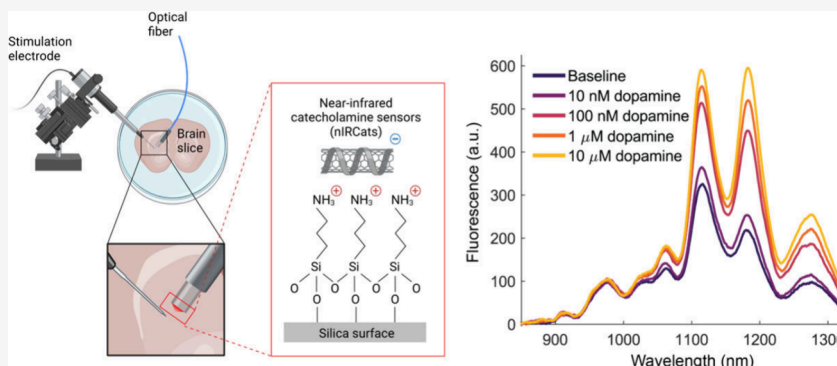 Optical
fiber
Stimulation
electrode
Brain
slice
Near-infrared
catecholamine sensors
(nIRCats)
−
+ + +
NH₃ NH₃ NH₃
Si Si Si
O O O O
O O O
Silica surface
Fluorescence (a.u.)
600
500
400
300
200
100
0
Baseline
10 nM dopamine
100 nM dopamine
1 μM dopamine
10 μM dopamine
900 1000 1100 1200
Wavelength (nm)